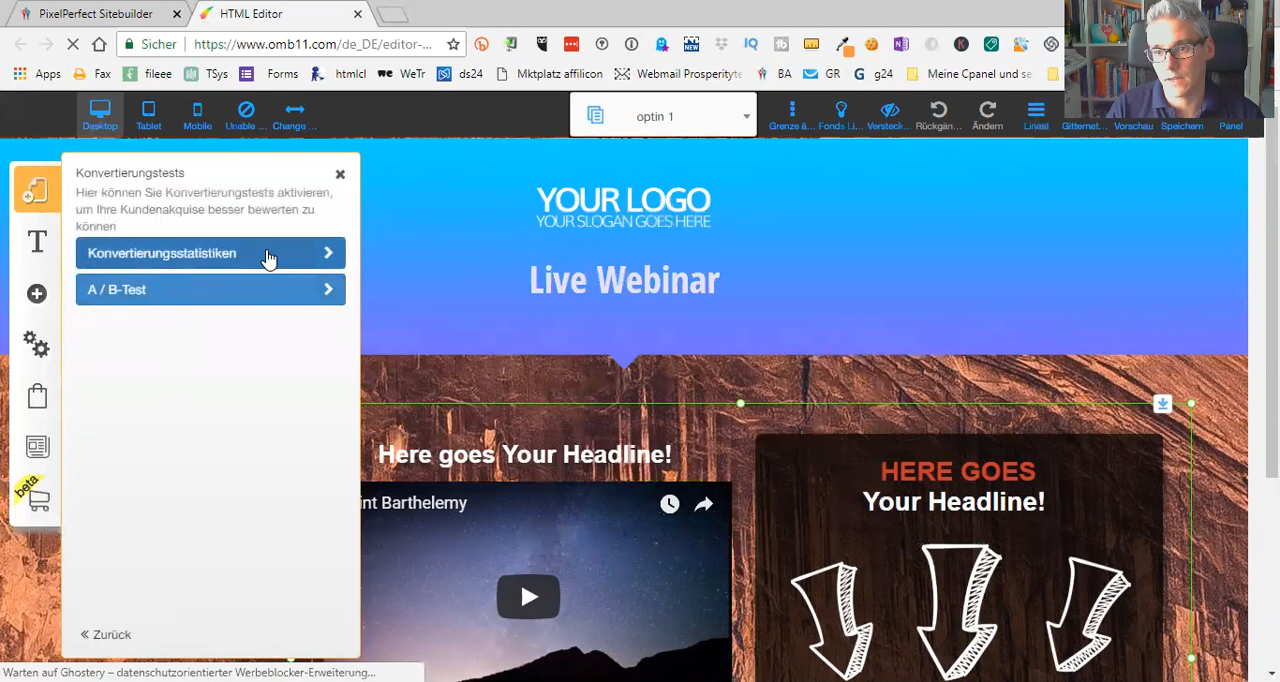 PixelPerfect Sitebuilder
HTML Editor
Sicher
https://www.omb11.com/de_DE/editor-...
NEW
IQ
Apps
Fax
fileee
TSys
Forms
htmlcl
WeTr
ds24
Mktplatz affilicon
Webmail Prosperityte
BA
GR
g24
Meine Cpanel und se
Desktop
Tablet
Mobile
Unable ...
Change ...
optin 1
Grenze ä...
Fonds Li...
Versteck...
Rückgän...
Ändern
Lineal
Gitternet...
Vorschau
Speichern
Panel
Konvertierungstests
Hier können Sie Konvertierungstests aktivieren,
um Ihre Kundenakquise besser bewerten zu
können
Konvertierungsstatistiken
A / B-Test
« Zurück
T
beta
YOUR LOGO
YOUR SLOGAN GOES HERE
Live Webinar
Here goes Your Headline!
int Barthelemy
HERE GOES
Your Headline!
Warten auf Ghostery – datenschutzorientierter Werbeblocker-Erweiterung...